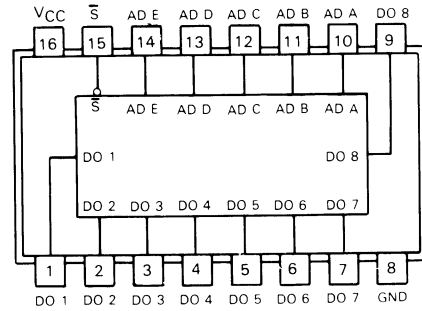 VCC S̅ AD E AD D AD C AD B AD A DO 8
16 15 14 13 12 11 10 9
S̅ AD E AD D AD C AD B AD A
DO 1 DO 8
DO 2 DO 3 DO 4 DO 5 DO 6 DO 7
1 2 3 4 5 6 7 8
DO 1 DO 2 DO 3 DO 4 DO 5 DO 6 DO 7 GND